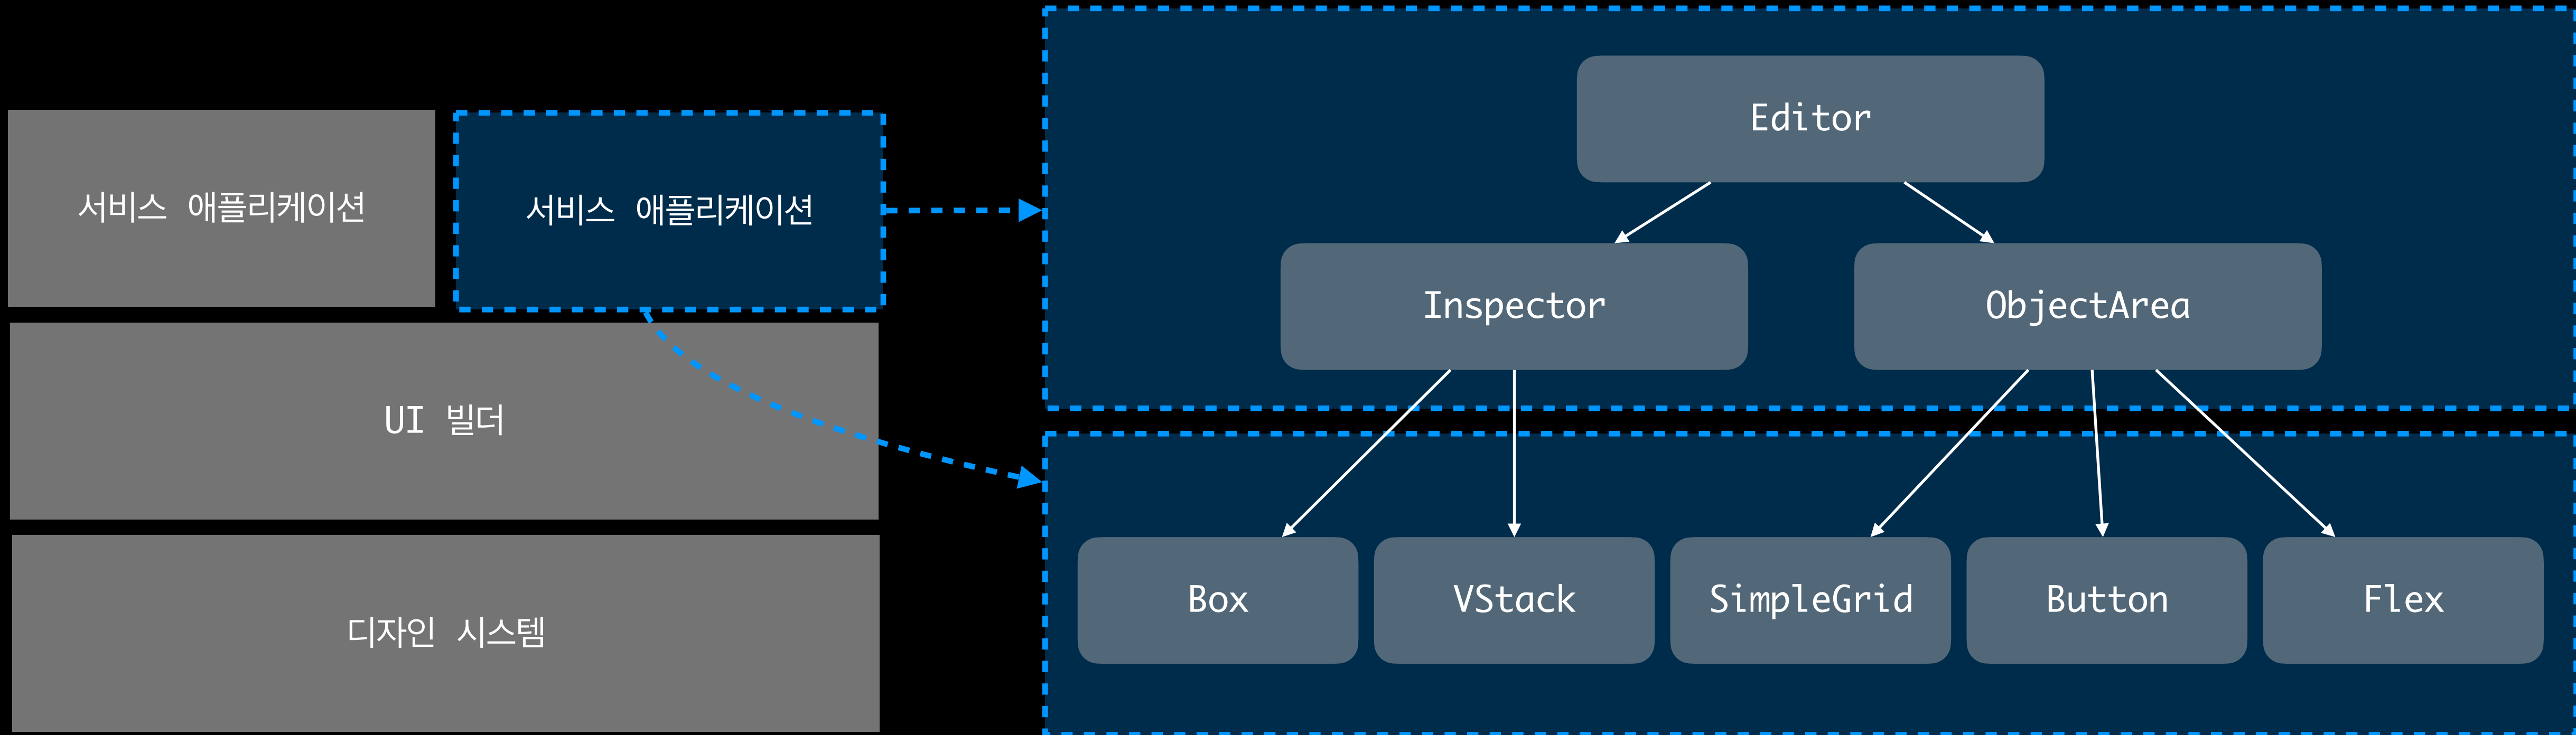 서비스 애플리케이션
서비스 애플리케이션
UI 빌더
디자인 시스템
Editor
Inspector
ObjectArea
Box
VStack
SimpleGrid
Button
Flex